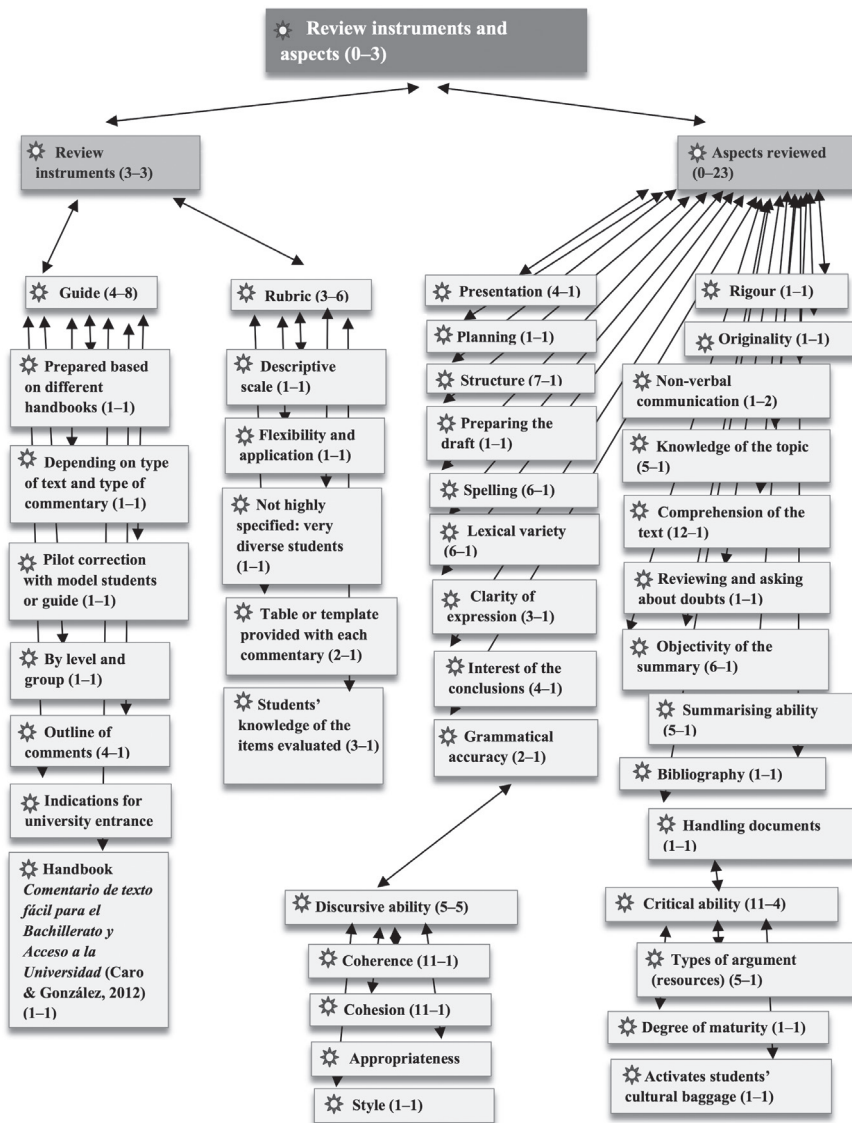 Review instruments and
aspects (0–3)
Review
instruments (3–3)
Aspects reviewed
(0–23)
Guide (4–8)
Prepared based
on different
handbooks (1–1)
Depending on type
of text and type of
commentary (1–1)
Pilot correction
with model students
or guide (1–1)
By level and
group (1–1)
Outline of
comments (4–1)
Indications for
university entrance
Handbook
Comentario de texto
fácil para el
Bachillerato y
Acceso a la
Universidad (Caro
& González, 2012)
(1–1)
Rubric (3–6)
Descriptive
scale (1–1)
Flexibility and
application (1–1)
Not highly
specified: very
diverse students
(1–1)
Table or template
provided with each
commentary (2–1)
Students’
knowledge of the
items evaluated (3–1)
Presentation (4–1)
Planning (1–1)
Structure (7–1)
Preparing the
draft (1–1)
Spelling (6–1)
Lexical variety
(6–1)
Clarity of
expression (3–1)
Interest of the
conclusions (4–1)
Grammatical
accuracy (2–1)
Discursive ability (5–5)
Coherence (11–1)
Cohesion (11–1)
Appropriateness
Style (1–1)
Rigour (1–1)
Originality (1–1)
Non-verbal
communication (1–2)
Knowledge of the topic
(5–1)
Comprehension of the
text (12–1)
Reviewing and asking
about doubts (1–1)
Objectivity of the
summary (6–1)
Summarising ability
(5–1)
Bibliography (1–1)
Handling documents
(1–1)
Critical ability (11–4)
Types of argument
(resources) (5–1)
Degree of maturity (1–1)
Activates students’
cultural baggage (1–1)